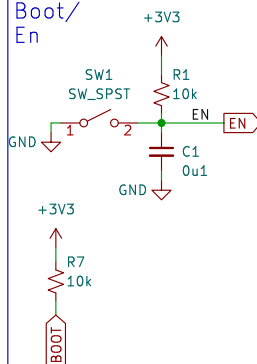 Boot/
En
+3V3
SW1
SW_SPST
R1
10k
EN
EN
1
2
GND
C1
0u1
GND
+3V3
R7
10k
BOOT